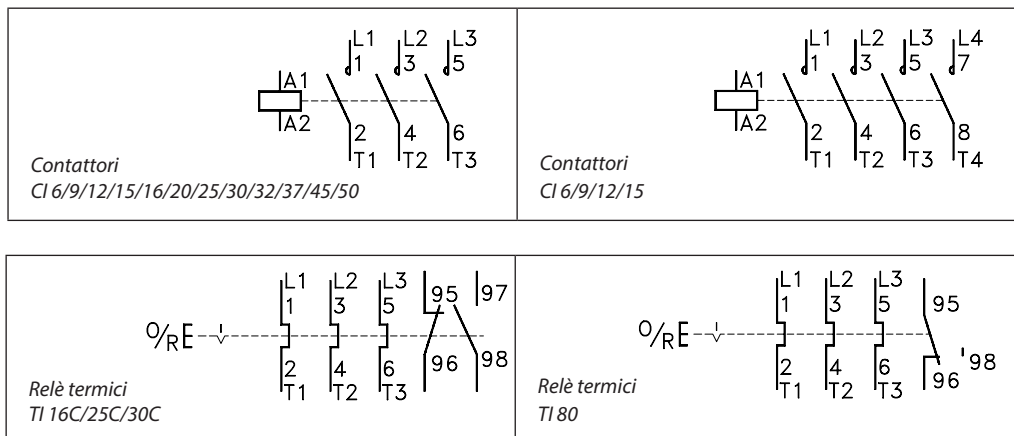 L1 L2 L3
A1 1 3 5
A2 2 4 6
T1 T2 T3
Contattori
CI 6/9/12/15/16/20/25/30/32/37/45/50
L1 L2 L3 L4
A1 1 3 5 7
A2 2 4 6 8
T1 T2 T3 T4
Contattori
CI 6/9/12/15
L1 L2 L3
1 3 5 95 97
O/R
2 4 6 96 98
T1 T2 T3
Relè termici
TI 16C/25C/30C
L1 L2 L3
1 3 5 95
O/R
2 4 6 96 98
T1 T2 T3
Relè termici
TI 80